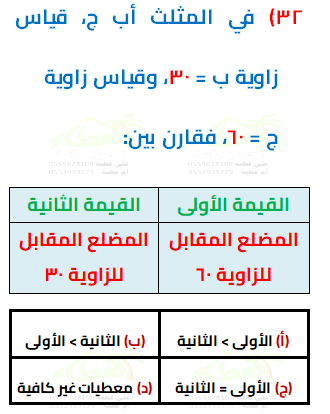 ٣٢) في المثلث أب ج، قياس
زاوية ب = ٣٠، وقياس زاوية
ج = ٦٠، فقارن بين:
القيمة الأولى القيمة الثانية
المضلع المقابل المضلع المقابل
للزاوية ٦٠ للزاوية ٣٠
(أ) الأولى > الثانية (ب) الثانية > الأولى
(ج) الأولى = الثانية (د) معطيات غير كافية